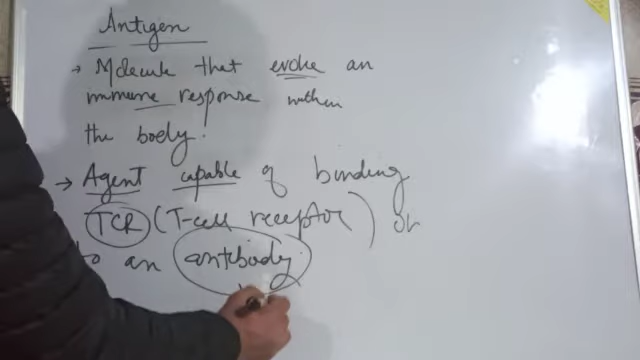 Antigen
→ Molecule that evoke an
immune response within
the body.
→ Agent capable of binding
TCR (T-cell receptor) or
to an antibody